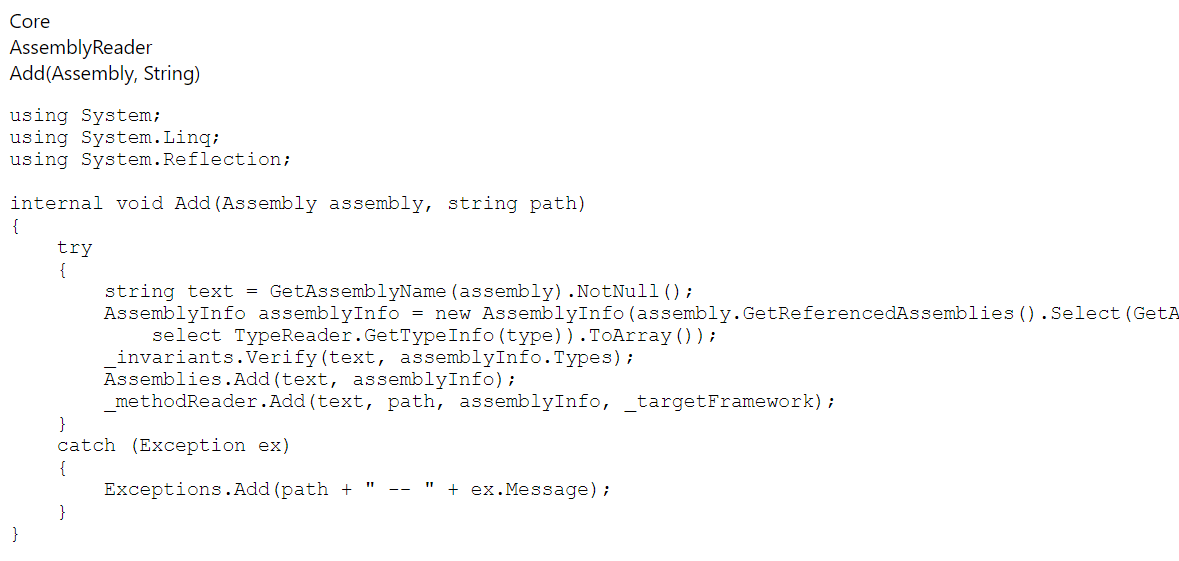 Core
AssemblyReader
Add(Assembly, String)
using System;
using System.Linq;
using System.Reflection;
internal void Add(Assembly assembly, string path)
{
    try
    {
        string text = GetAssemblyName(assembly).NotNull();
        AssemblyInfo assemblyInfo = new AssemblyInfo(assembly.GetReferencedAssemblies().Select(GetA
            select TypeReader.GetTypeInfo(type)).ToArray());
        _invariants.Verify(text, assemblyInfo.Types);
        Assemblies.Add(text, assemblyInfo);
        _methodReader.Add(text, path, assemblyInfo, _targetFramework);
    }
    catch (Exception ex)
    {
        Exceptions.Add(path + " -- " + ex.Message);
    }
}